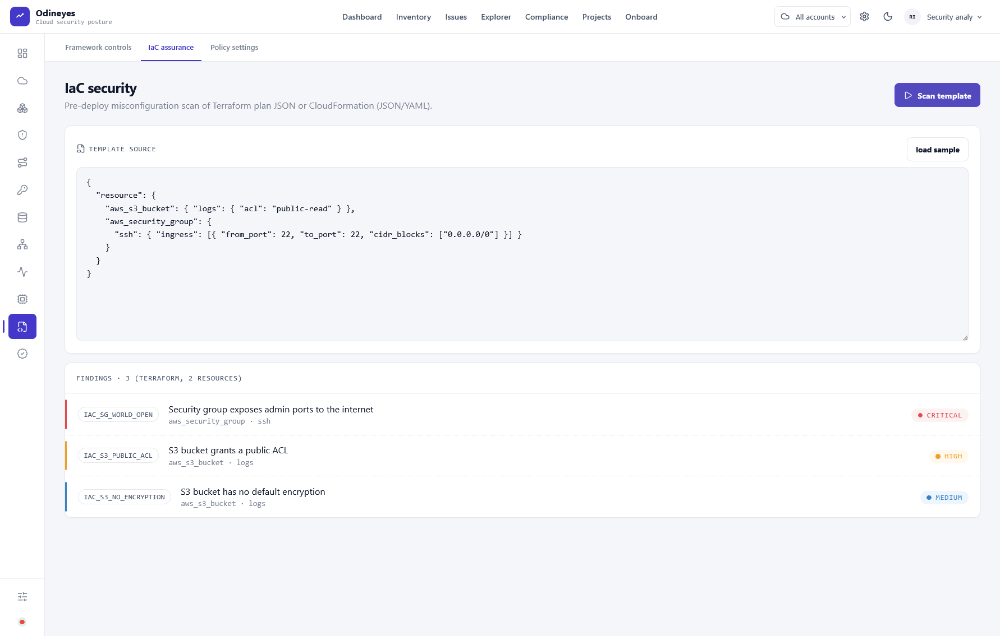 Odineyes
Cloud security posture
Dashboard Inventory Issues Explorer Compliance Projects Onboard
All accounts
RI Security analy
Framework controls IaC assurance Policy settings
IaC security
Pre-deploy misconfiguration scan of Terraform plan JSON or CloudFormation (JSON/YAML).
Scan template
TEMPLATE SOURCE
load sample
{
  "resource": {
    "aws_s3_bucket": { "logs": { "acl": "public-read" } },
    "aws_security_group": {
      "ssh": { "ingress": [{ "from_port": 22, "to_port": 22, "cidr_blocks": ["0.0.0.0/0"] }] }
    }
  }
}
FINDINGS · 3 (TERRAFORM, 2 RESOURCES)
IAC_SG_WORLD_OPEN
Security group exposes admin ports to the internet
aws_security_group · ssh
CRITICAL
IAC_S3_PUBLIC_ACL
S3 bucket grants a public ACL
aws_s3_bucket · logs
HIGH
IAC_S3_NO_ENCRYPTION
S3 bucket has no default encryption
aws_s3_bucket · logs
MEDIUM